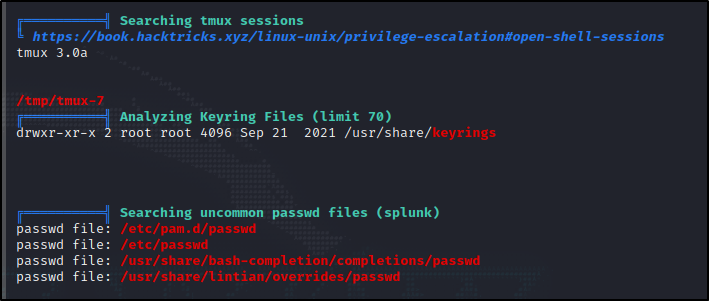 ╔══════════╣ Searching tmux sessions
╚ https://book.hacktricks.xyz/linux-unix/privilege-escalation#open-shell-sessions
tmux 3.0a
/tmp/tmux-7
╔══════════╣ Analyzing Keyring Files (limit 70)
drwxr-xr-x 2 root root 4096 Sep 21  2021 /usr/share/keyrings
╔══════════╣ Searching uncommon passwd files (splunk)
passwd file: /etc/pam.d/passwd
passwd file: /etc/passwd
passwd file: /usr/share/bash-completion/completions/passwd
passwd file: /usr/share/lintian/overrides/passwd